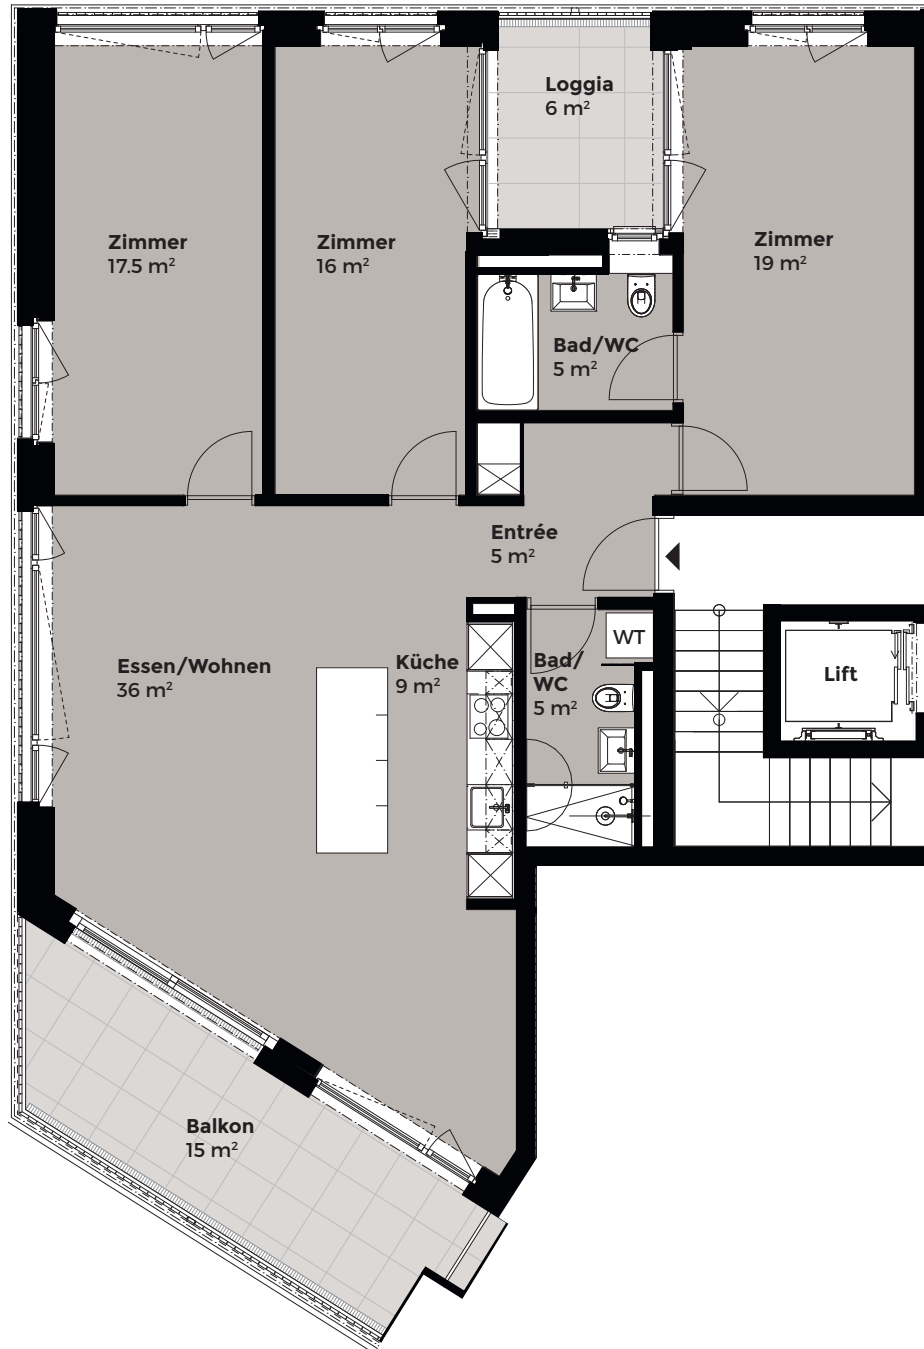 Loggia
6 m²
Zimmer
17.5 m²
Zimmer
16 m²
Zimmer
19 m²
Bad/WC
5 m²
Entrée
5 m²
Essen/Wohnen
36 m²
Küche
9 m²
Bad/
WC
5 m²
WT
Lift
Balkon
15 m²